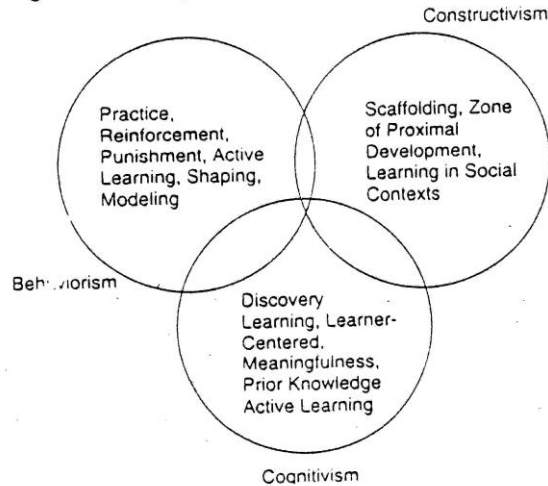 Constructivism
Practice,
Reinforcement,
Punishment, Active
Learning, Shaping,
Modeling
Scaffolding, Zone
of Proximal
Development,
Learning in Social
Contexts
Behaviorism
Discovery
Learning, Learner-
Centered,
Meaningfulness,
Prior Knowledge
Active Learning
Cognitivism